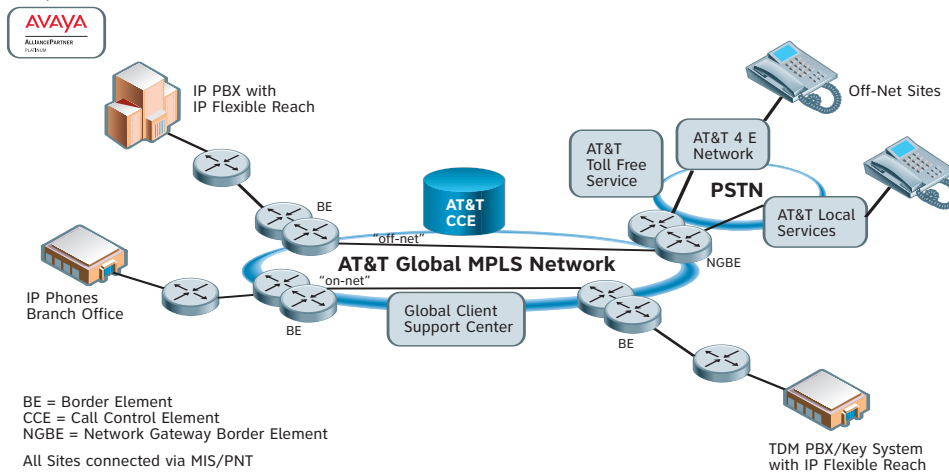 AVAYA
ALLIANCEPARTNER
PLATINUM
IP PBX with
IP Flexible Reach
Off-Net Sites
AT&T
Toll Free
Service
AT&T 4 E
Network
PSTN
AT&T Local
Services
BE
AT&T
CCE
"off-net"
NGBE
AT&T Global MPLS Network
"on-net"
IP Phones
Branch Office
BE
Global Client
Support Center
BE
BE = Border Element
CCE = Call Control Element
NGBE = Network Gateway Border Element
All Sites connected via MIS/PNT
TDM PBX/Key System
with IP Flexible Reach